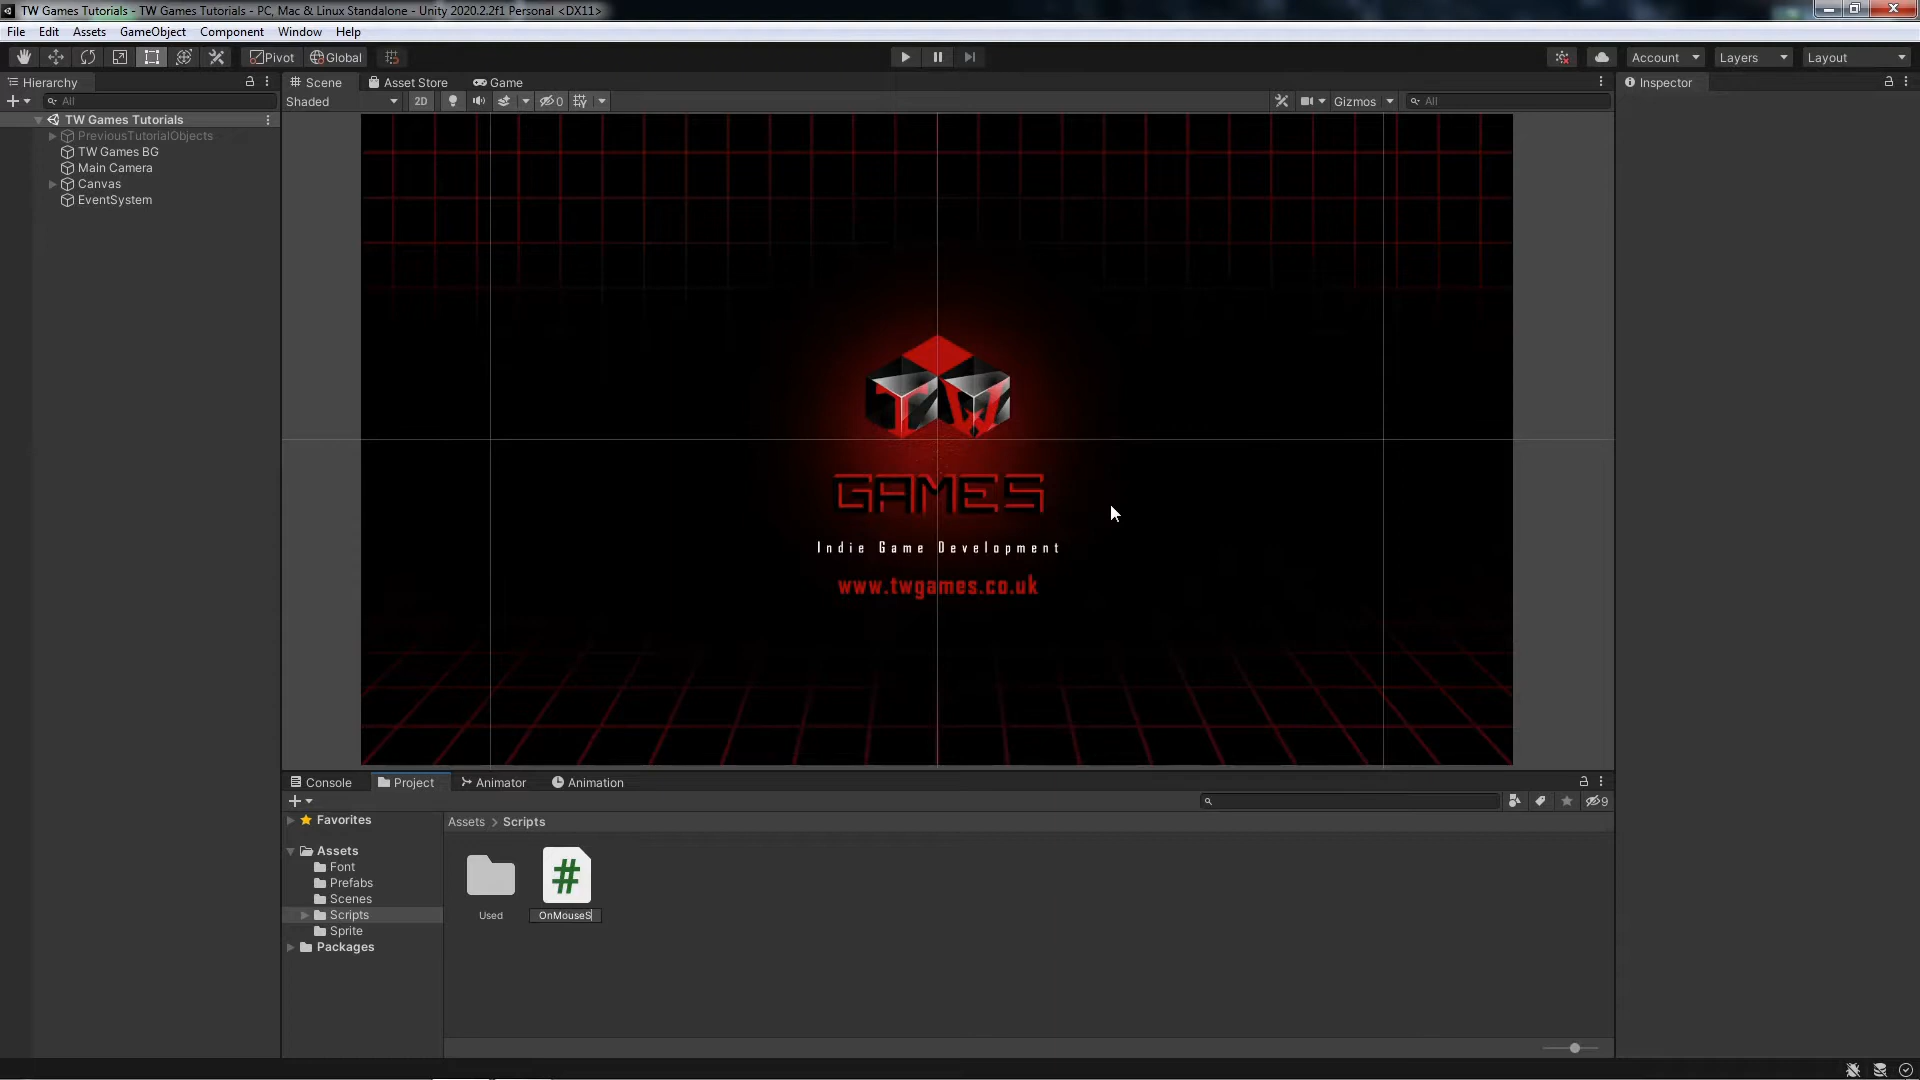 TW Games Tutorials - TW Games Tutorials - PC, Mac & Linux Standalone - Unity 2020.2.2f1 Personal <DX11>
File Edit Assets GameObject Component Window Help
Pivot Global Account Layers Layout
Hierarchy
All
TW Games Tutorials
PreviousTutorialObjects
TW Games BG
Main Camera
Canvas
EventSystem
Scene Asset Store Game
Shaded 2D 0 Gizmos All
TW
GAMES
Indie Game Development
www.twgames.co.uk
Inspector
Console Project Animator Animation
9
Favorites
Assets
Font
Prefabs
Scenes
Scripts
Sprite
Packages
Assets > Scripts
#
Used OnMouseS